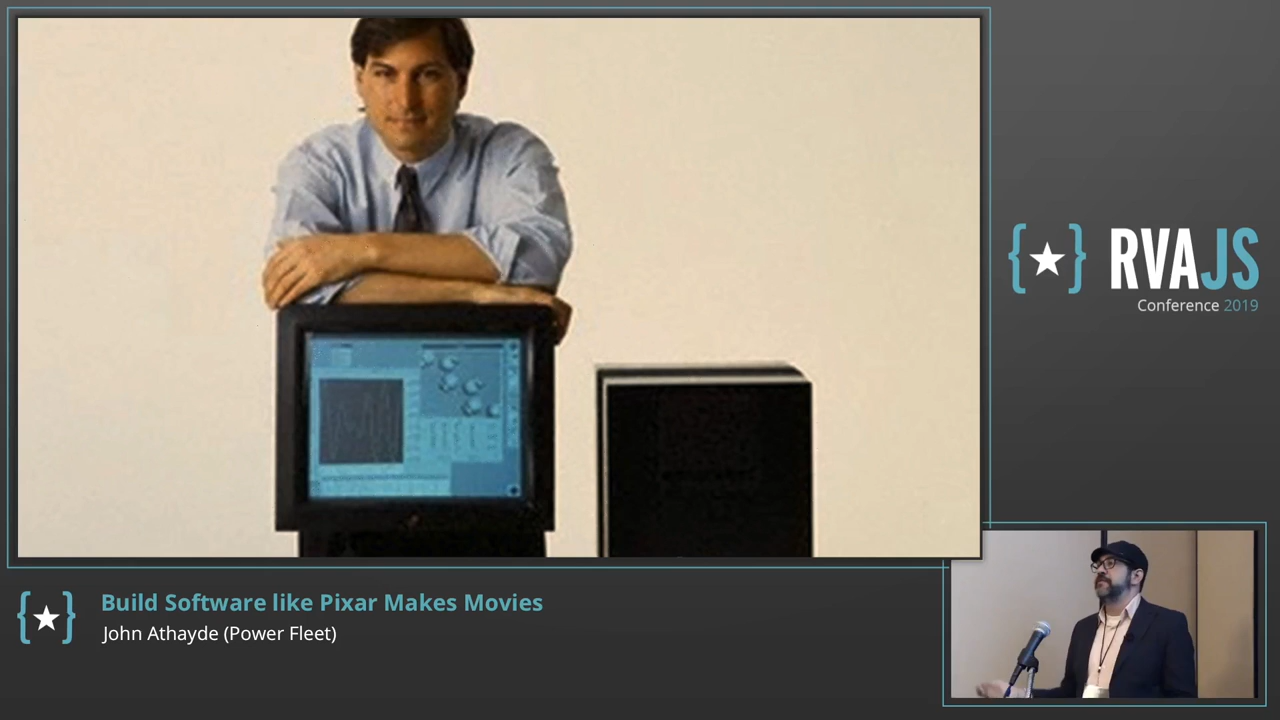 {★} RVAJS
Conference 2019
Build Software like Pixar Makes Movies
John Athayde (Power Fleet)